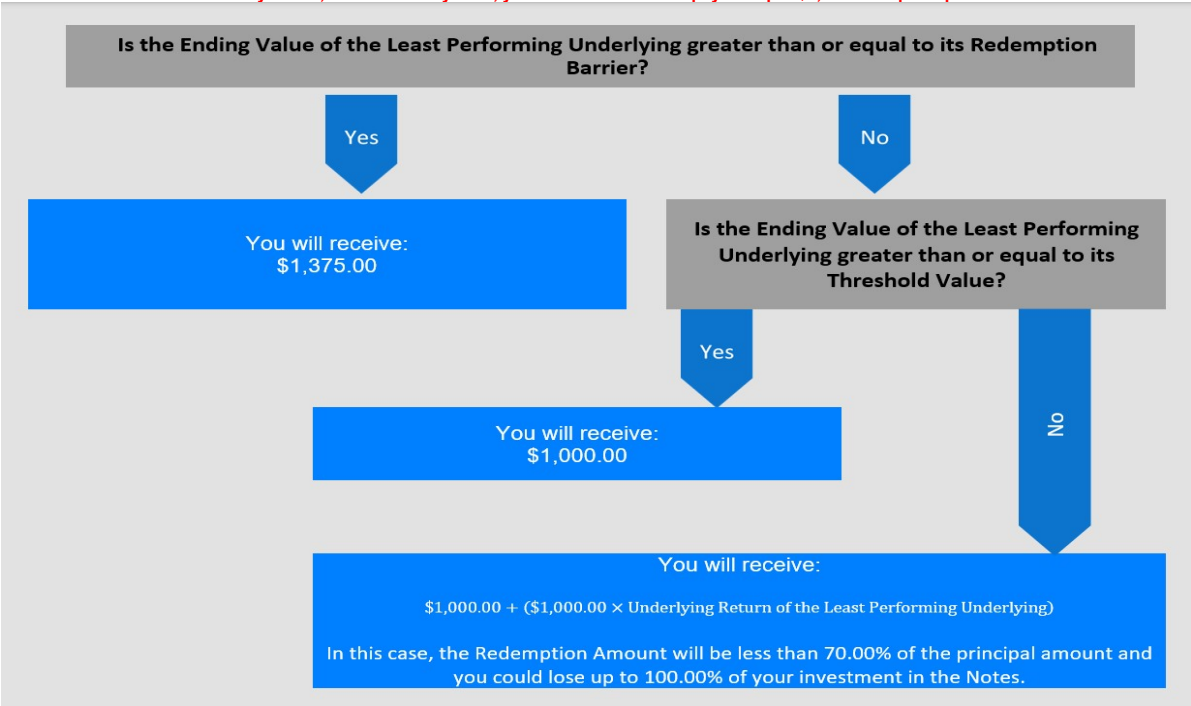 Is the Ending Value of the Least Performing Underlying greater than or equal to its Redemption
Barrier?
Yes
No
You will receive:
$1,375.00
Is the Ending Value of the Least Performing
Underlying greater than or equal to its
Threshold Value?
Yes
No
You will receive:
$1,000.00
You will receive:
$1,000.00 + ($1,000.00 × Underlying Return of the Least Performing Underlying)
In this case, the Redemption Amount will be less than 70.00% of the principal amount and
you could lose up to 100.00% of your investment in the Notes.